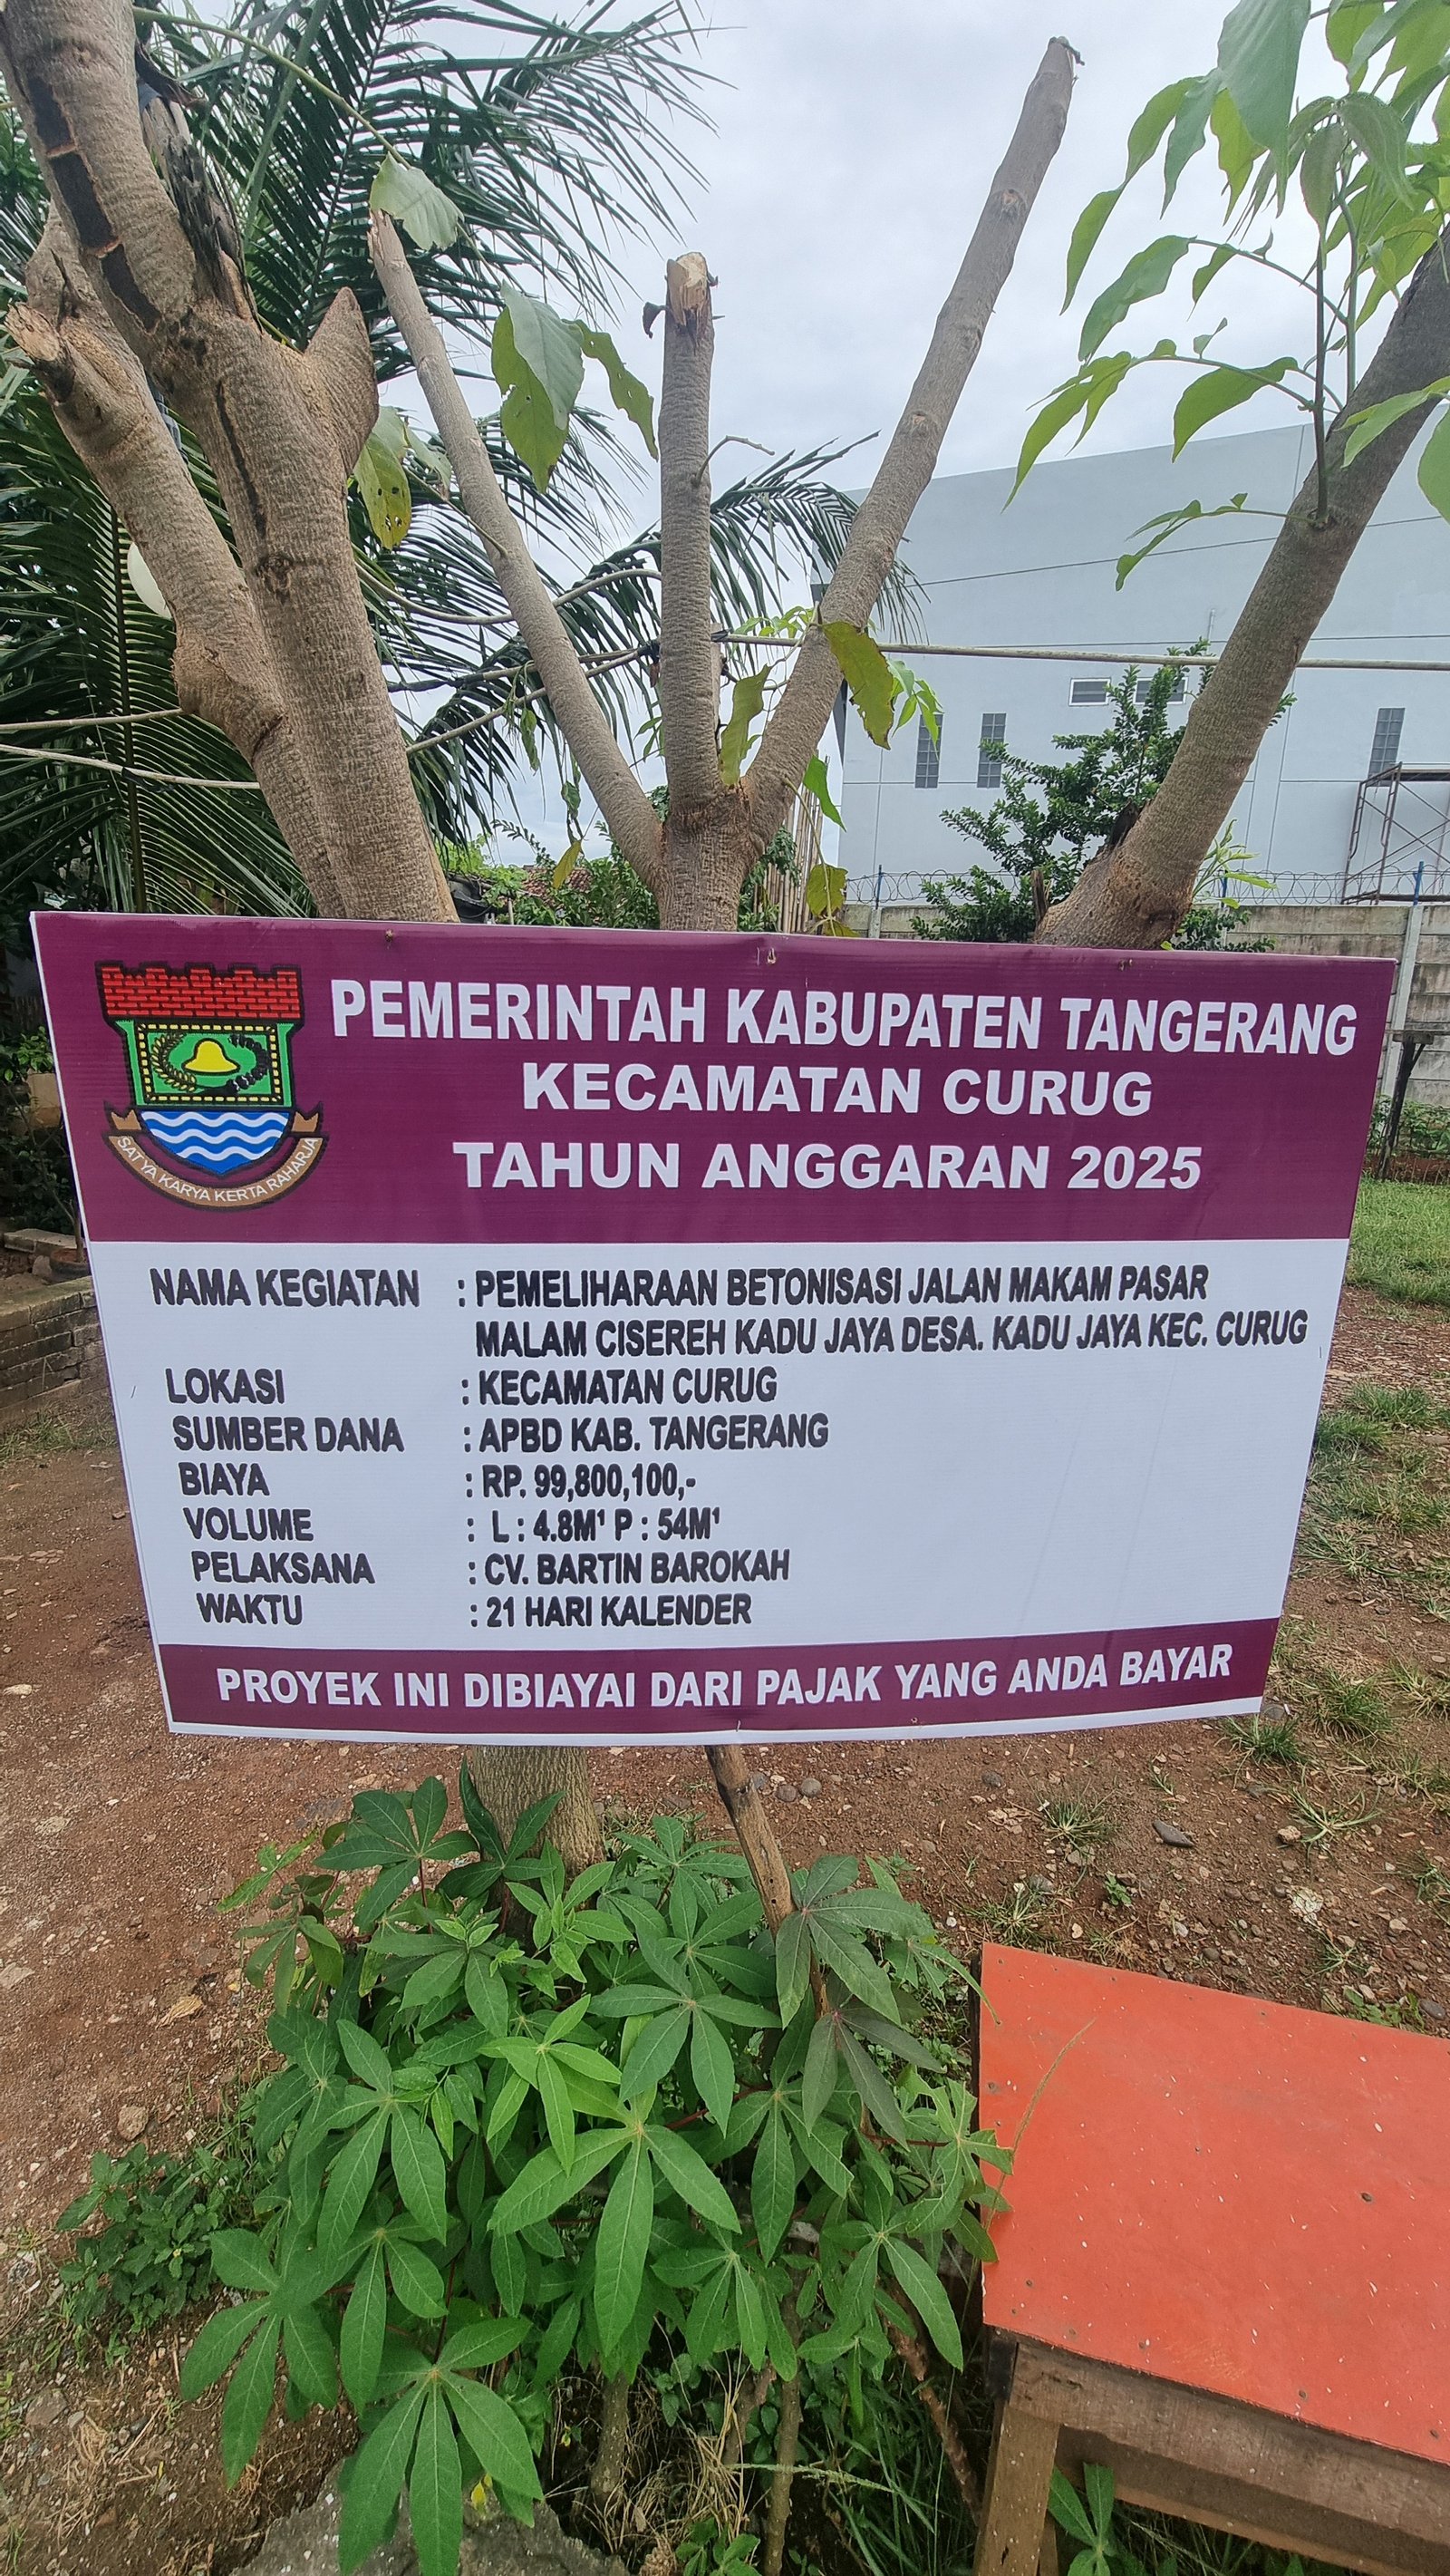 PEMERINTAH KABUPATEN TANGERANG
KECAMATAN CURUG
TAHUN ANGGARAN 2025
SATYA KARYA KERTA RAHARJA
NAMA KEGIATAN : PEMELIHARAAN BETONISASI JALAN MAKAM PASAR
MALAM CISEREH KADU JAYA DESA. KADU JAYA KEC. CURUG
LOKASI : KECAMATAN CURUG
SUMBER DANA : APBD KAB. TANGERANG
BIAYA : RP. 99,800,100,-
VOLUME : L : 4.8M¹ P : 54M¹
PELAKSANA : CV. BARTIN BAROKAH
WAKTU : 21 HARI KALENDER
PROYEK INI DIBIAYAI DARI PAJAK YANG ANDA BAYAR